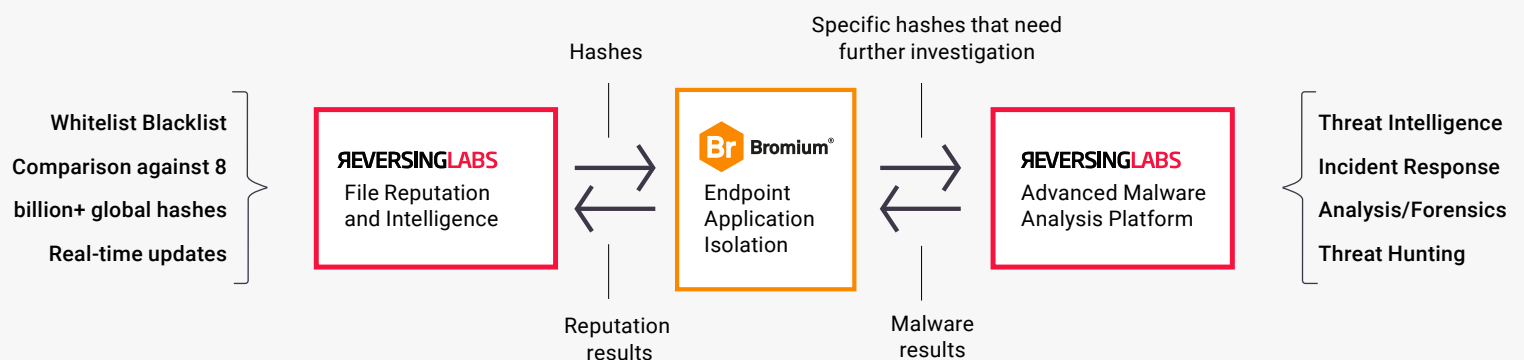 Whitelist Blacklist
Comparison against 8
billion+ global hashes
Real-time updates
REVERSINGLABS
File Reputation
and Intelligence
Hashes
Reputation
results
Br Bromium®
Endpoint
Application
Isolation
Specific hashes that need
further investigation
Malware
results
REVERSINGLABS
Advanced Malware
Analysis Platform
Threat Intelligence
Incident Response
Analysis/Forensics
Threat Hunting